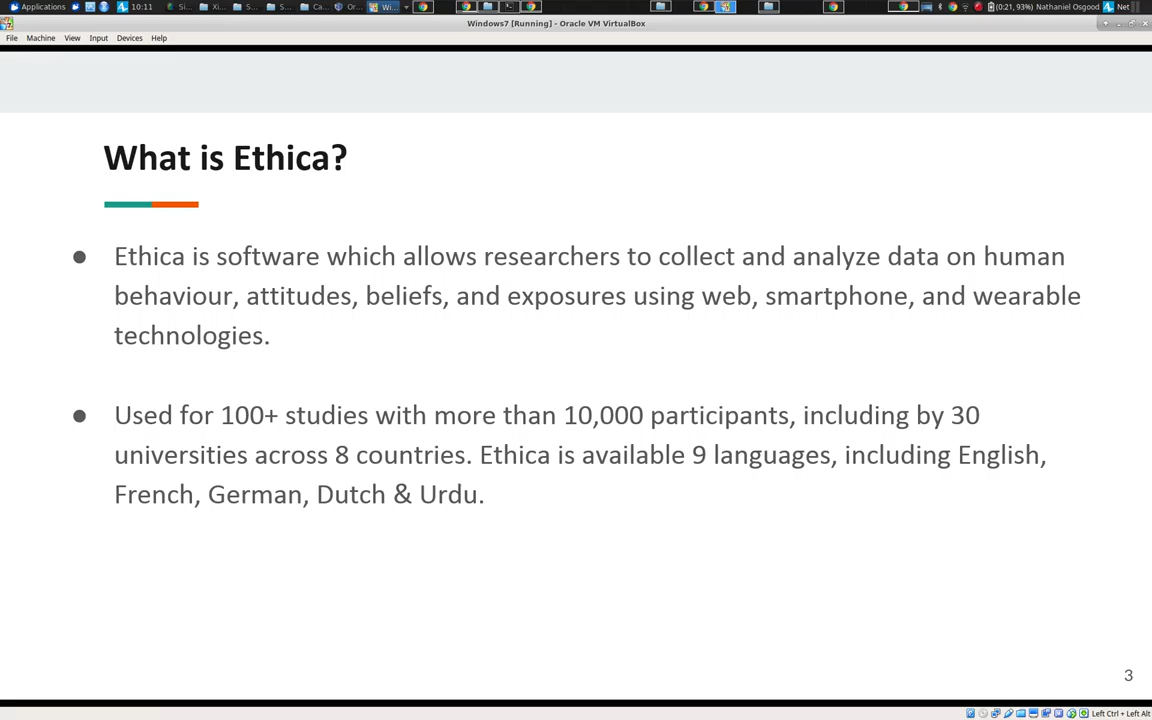 Applications 10:11 Si... Xi... S... S... Ca... Or... Wi... (0:21, 93%) Nathaniel Osgood Net
Windows7 [Running] - Oracle VM VirtualBox
File Machine View Input Devices Help
What is Ethica?
● Ethica is software which allows researchers to collect and analyze data on human
behaviour, attitudes, beliefs, and exposures using web, smartphone, and wearable
technologies.
● Used for 100+ studies with more than 10,000 participants, including by 30
universities across 8 countries. Ethica is available 9 languages, including English,
French, German, Dutch & Urdu.
3
Left Ctrl + Left Alt